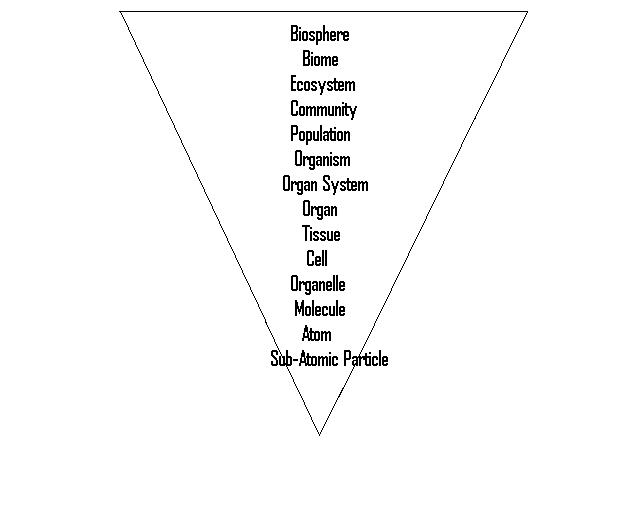 Biosphere
Biome
Ecosystem
Community
Population
Organism
Organ System
Organ
Tissue
Cell
Organelle
Molecule
Atom
Sub-Atomic Particle